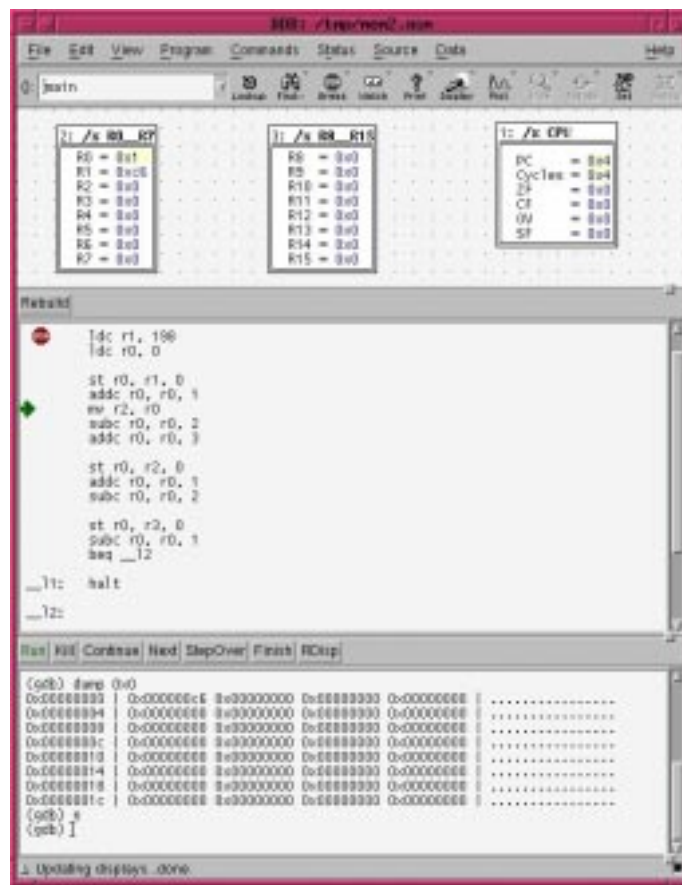 DDD: /tmp/mem2.asm
File Edit View Program Commands Status Source Data Help
(): main
Lookup Find» Break Watch Print Display Plot Set
2: /x R0__R7
R0 = 0x1
R1 = 0xc6
R2 = 0x0
R3 = 0x0
R4 = 0x0
R5 = 0x0
R6 = 0x0
R7 = 0x0
3: /x R8__R15
R8 = 0x0
R9 = 0x0
R10 = 0x0
R11 = 0x0
R12 = 0x0
R13 = 0x0
R14 = 0x0
R15 = 0x0
1: /x CPU
PC = 0x4
Cycles = 0x4
ZF = 0x0
CF = 0x0
OV = 0x0
SF = 0x0
Rebuild
ldc r1, 198
ldc r0, 0
st r0, r1, 0
addc r0, r0, 1
mv r2, r0
subc r0, r0, 2
addc r0, r0, 3
st r0, r2, 0
addc r0, r0, 1
subc r0, r0, 2
st r0, r3, 0
subc r0, r0, 1
beq __l2
__l1: halt
__l2:
Run Kill Continue Next StepOver Finish RDisp
(gdb) dump 0x0
0x00000000 | 0x000000c6 0x00000000 0x00000000 0x00000000 | ................
0x00000004 | 0x00000000 0x00000000 0x00000000 0x00000000 | ................
0x00000008 | 0x00000000 0x00000000 0x00000000 0x00000000 | ................
0x0000000c | 0x00000000 0x00000000 0x00000000 0x00000000 | ................
0x00000010 | 0x00000000 0x00000000 0x00000000 0x00000000 | ................
0x00000014 | 0x00000000 0x00000000 0x00000000 0x00000000 | ................
0x00000018 | 0x00000000 0x00000000 0x00000000 0x00000000 | ................
0x0000001c | 0x00000000 0x00000000 0x00000000 0x00000000 | ................
(gdb) s
(gdb)
Updating displays...done.